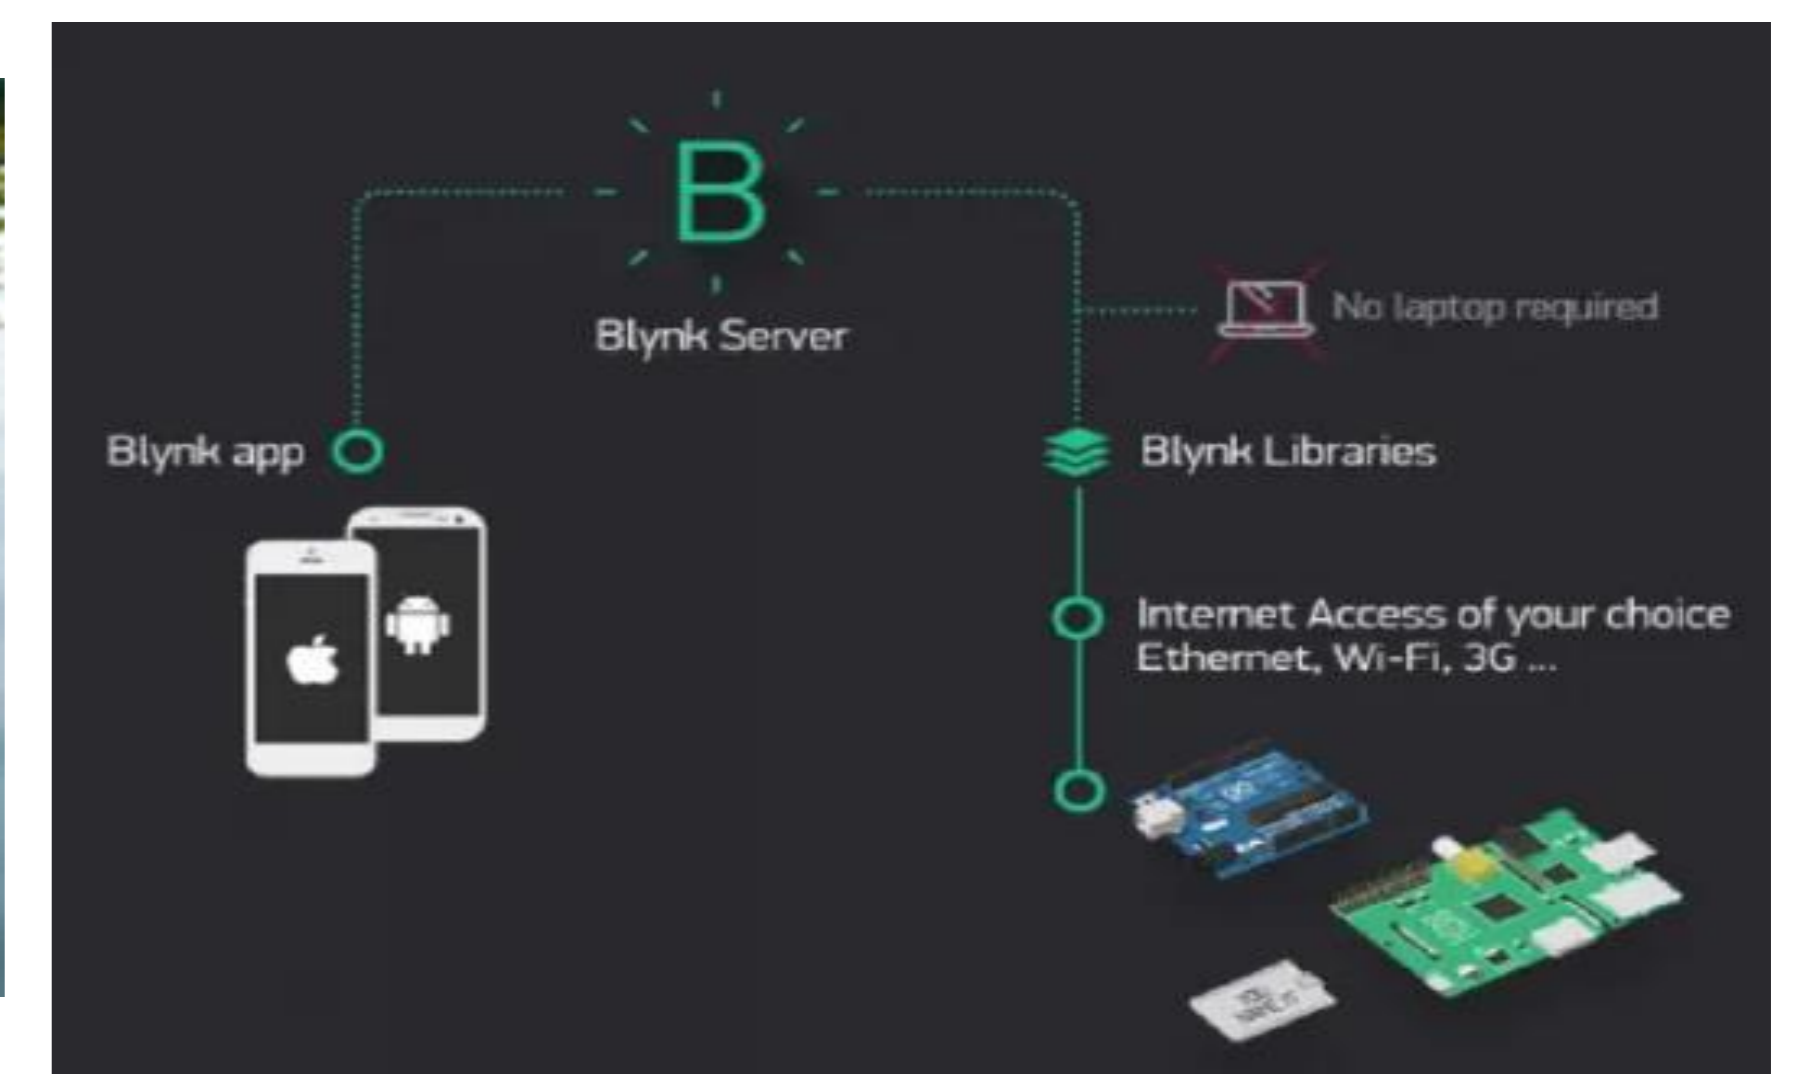 B
Blynk Server
No laptop required
Blynk app
Blynk Libraries
Internet Access of your choice
Ethernet, Wi-Fi, 3G ...